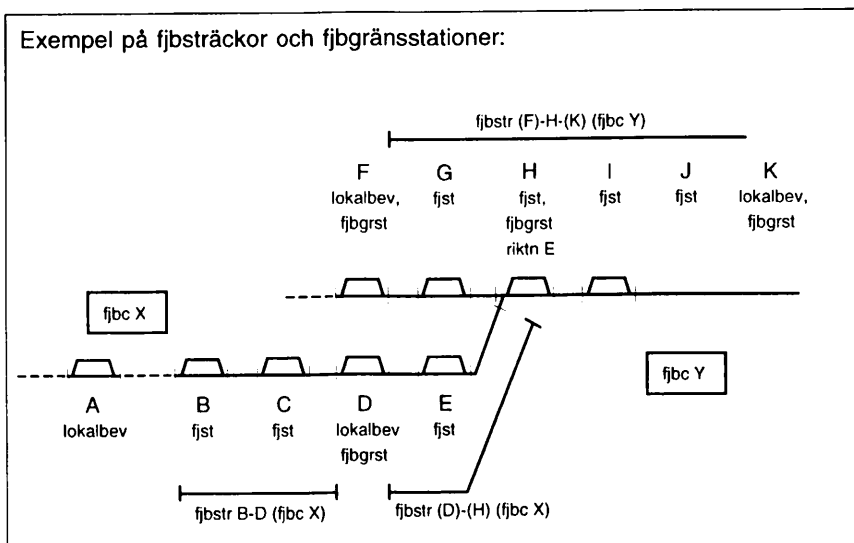 Exempel på fjbsträckor och fjbgränsstationer:
fjbstr (F)-H-(K) (fjbc Y)
F G H I J K
lokalbev, fjst fjst, fjst fjst lokalbev,
fjbgrst fjbgrst fjbgrst
riktn E
fjbc X
fjbc Y
A B C D E
lokalbev fjst fjst lokalbev fjst
fjbgrst
fjbstr B-D (fjbc X) fjbstr (D)-(H) (fjbc X)